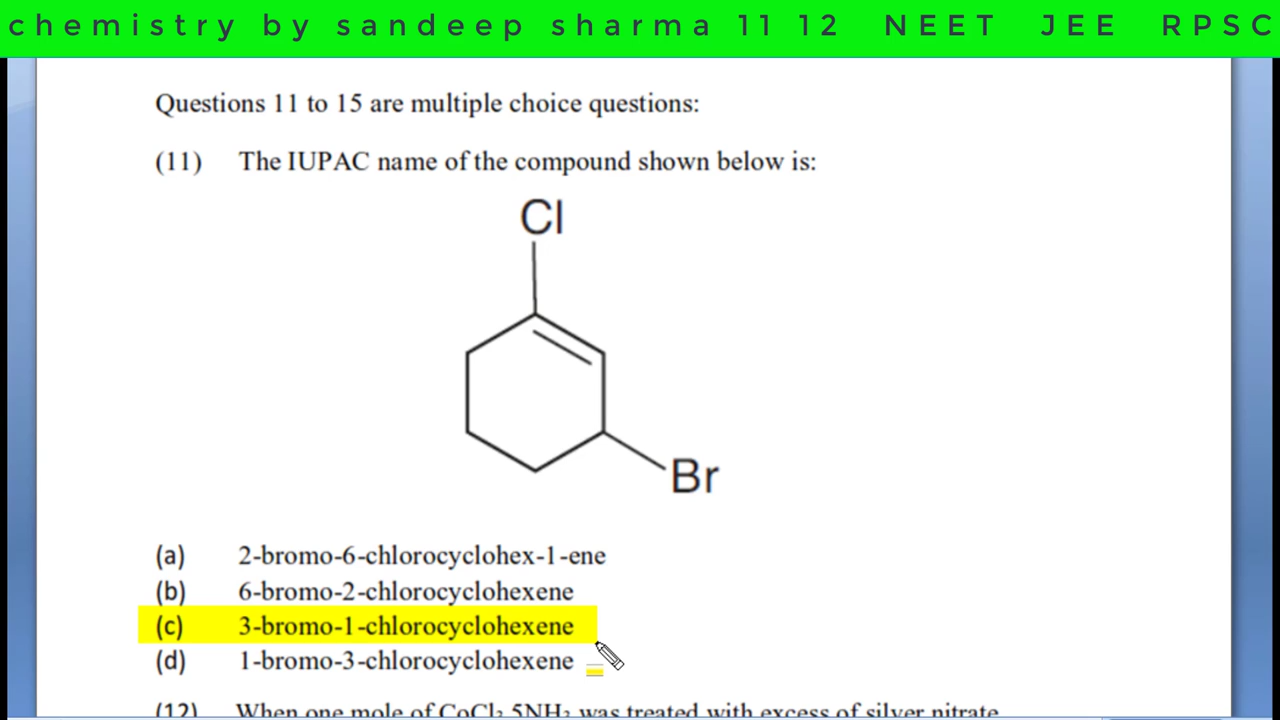 chemistry by sandeep sharma 11 12 NEET JEE RPSC
Questions 11 to 15 are multiple choice questions:
(11) The IUPAC name of the compound shown below is:
Cl
Br
(a) 2-bromo-6-chlorocyclohex-1-ene
(b) 6-bromo-2-chlorocyclohexene
(c) 3-bromo-1-chlorocyclohexene
(d) 1-bromo-3-chlorocyclohexene
(12) When one mole of CoCl₃.5NH₃ was treated with excess of silver nitrate